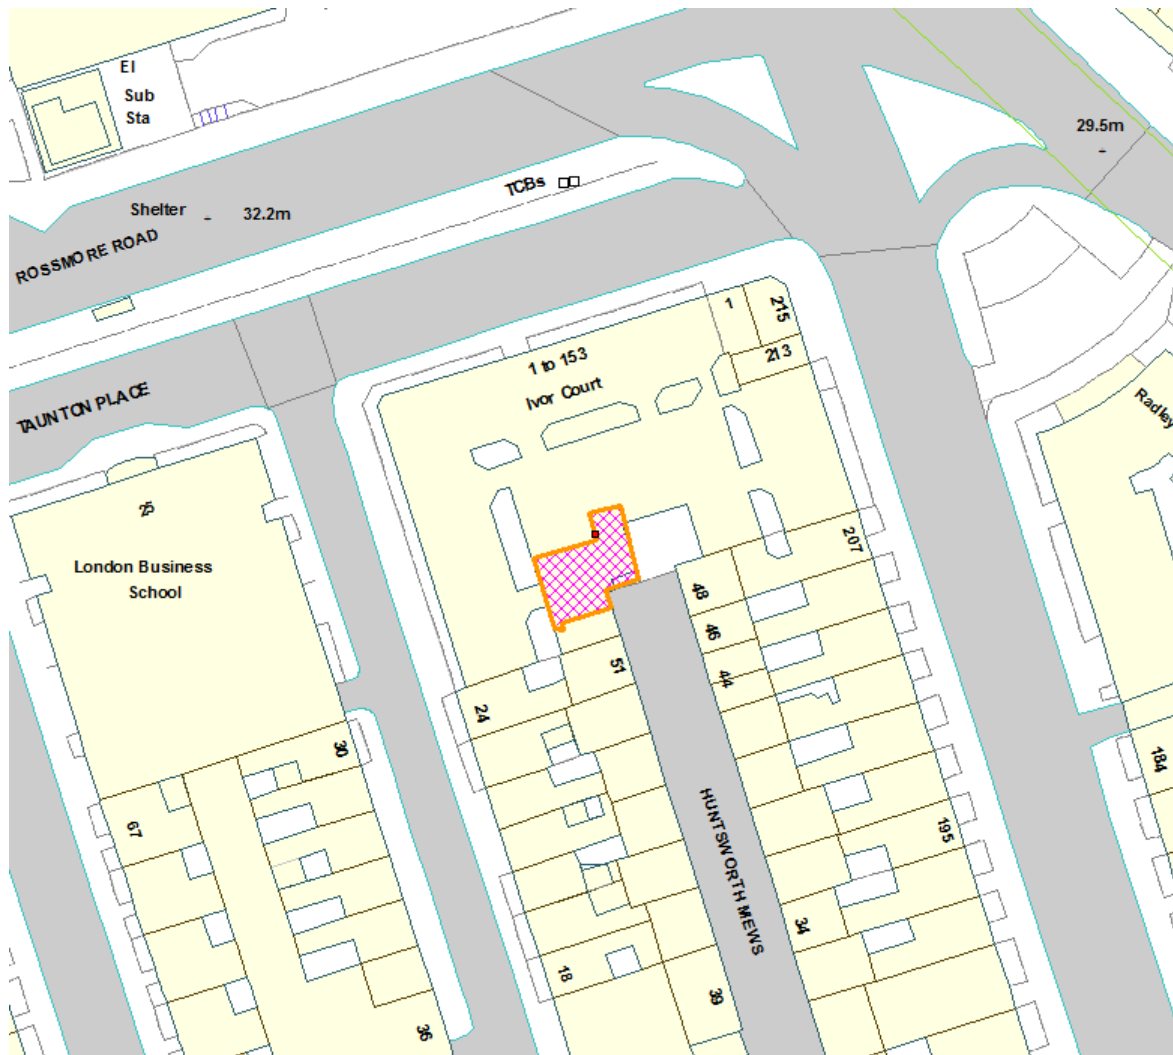 El
Sub
Sta
29.5m
TCBs
Shelter
32.2m
ROSSMORE ROAD
1
215
213
1 to 153
Ivor Court
TAUNTON PLACE
Radley
25
207
London Business
School
48
46
51
44
24
30
184
67
HUNTSWORTH MEWS
195
34
18
39
36